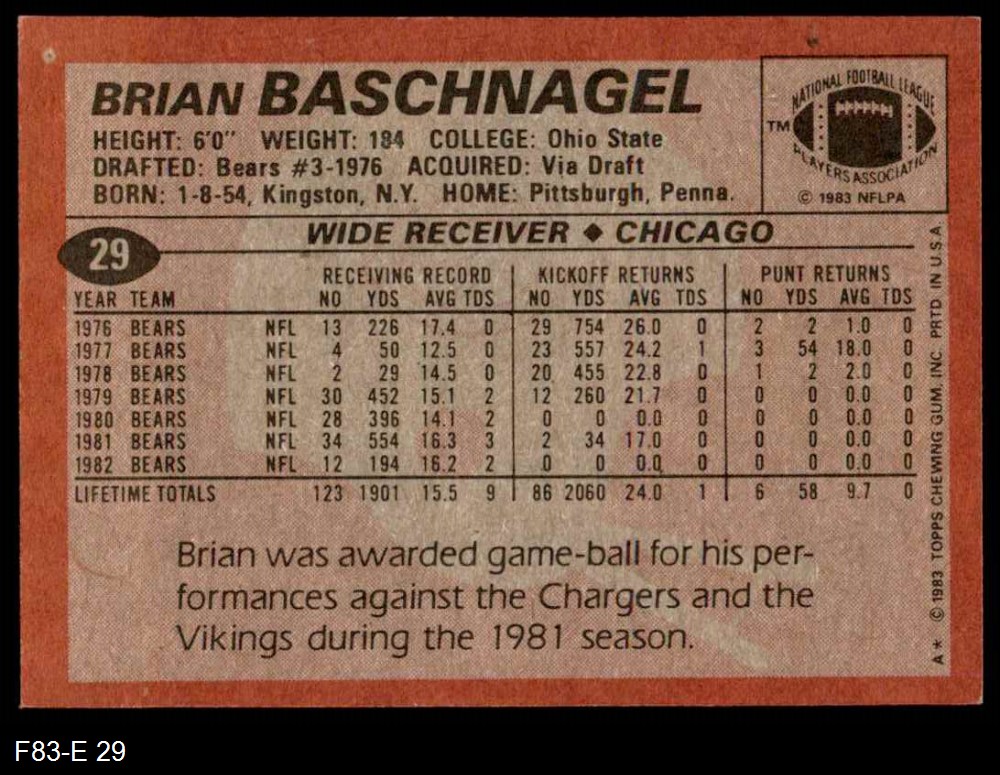 BRIAN BASCHNAGEL
HEIGHT: 6'0" WEIGHT: 184 COLLEGE: Ohio State
DRAFTED: Bears #3-1976 ACQUIRED: Via Draft
BORN: 1-8-54, Kingston, N.Y. HOME: Pittsburgh, Penna.
NATIONAL FOOTBALL LEAGUE
TM
PLAYERS ASSOCIATION
© 1983 NFLPA
29
WIDE RECEIVER ♦ CHICAGO
RECEIVING RECORD KICKOFF RETURNS PUNT RETURNS
YEAR TEAM NO YDS AVG TDS NO YDS AVG TDS NO YDS AVG TDS
1976 BEARS NFL 13 226 17.4 0 29 754 26.0 0 2 2 1.0 0
1977 BEARS NFL 4 50 12.5 0 23 557 24.2 1 3 54 18.0 0
1978 BEARS NFL 2 29 14.5 0 20 455 22.8 0 1 2 2.0 0
1979 BEARS NFL 30 452 15.1 2 12 260 21.7 0 0 0 0.0 0
1980 BEARS NFL 28 396 14.1 2 0 0 0.0 0 0 0 0.0 0
1981 BEARS NFL 34 554 16.3 3 2 34 17.0 0 0 0 0.0 0
1982 BEARS NFL 12 194 16.2 2 0 0 0.0 0 0 0 0.0 0
LIFETIME TOTALS 123 1901 15.5 9 86 2060 24.0 1 6 58 9.7 0
Brian was awarded game-ball for his per-
formances against the Chargers and the
Vikings during the 1981 season.
A* © 1983 TOPPS CHEWING GUM, INC. PRTD IN U.S.A.
F83-E 29